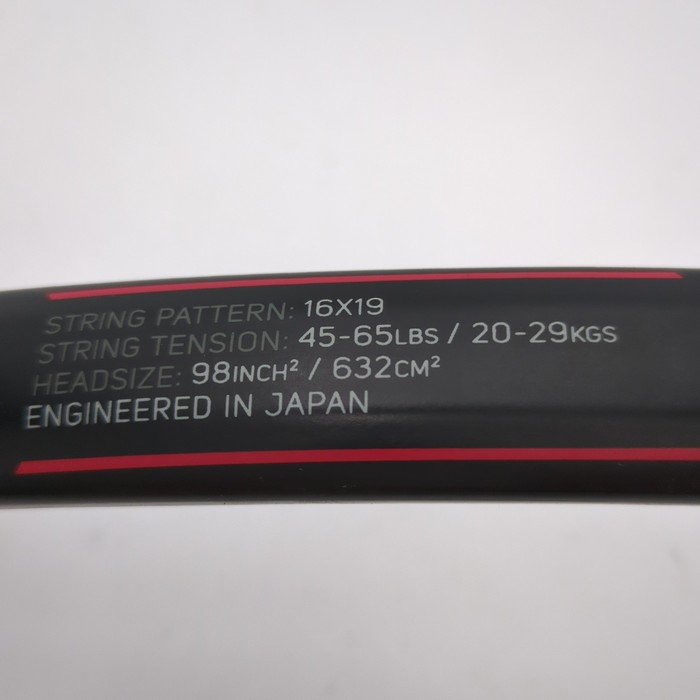 STRING PATTERN: 16X19
STRING TENSION: 45-65LBS / 20-29KGS
HEADSIZE: 98INCH² / 632CM²
ENGINEERED IN JAPAN